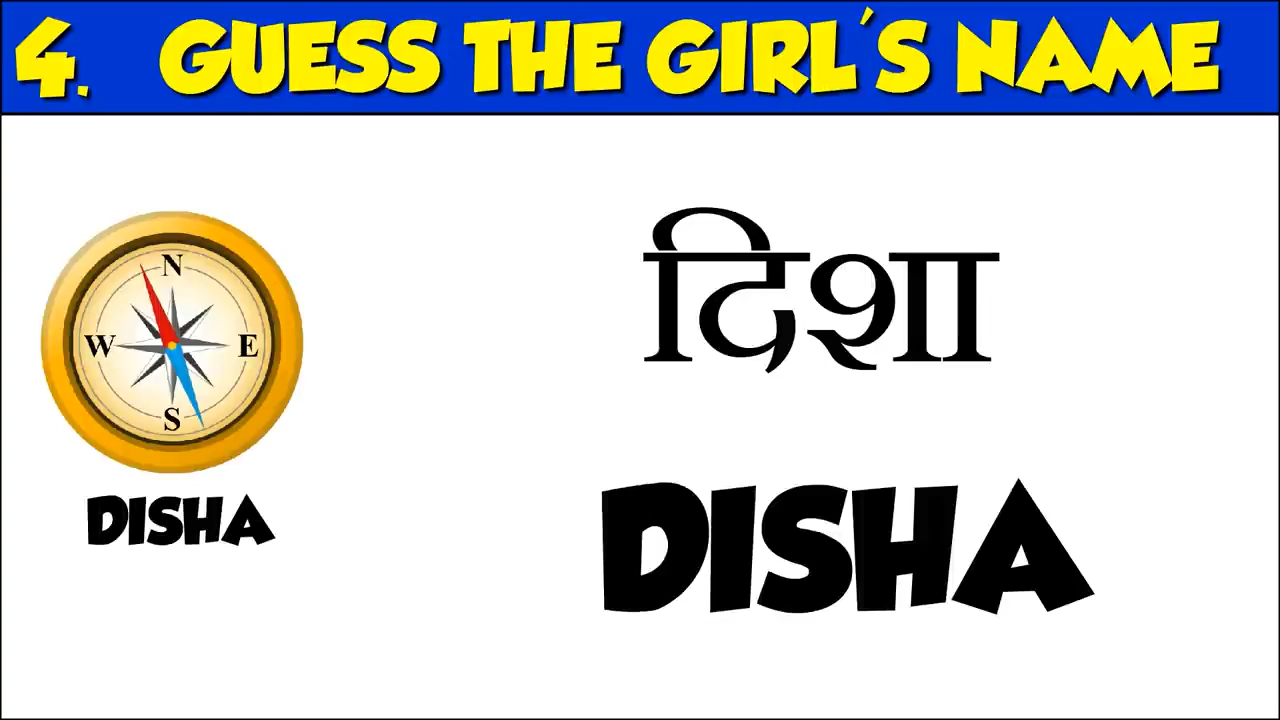 4. GUESS THE GIRL'S NAME
N
W E
S
DISHA
दिशा
DISHA